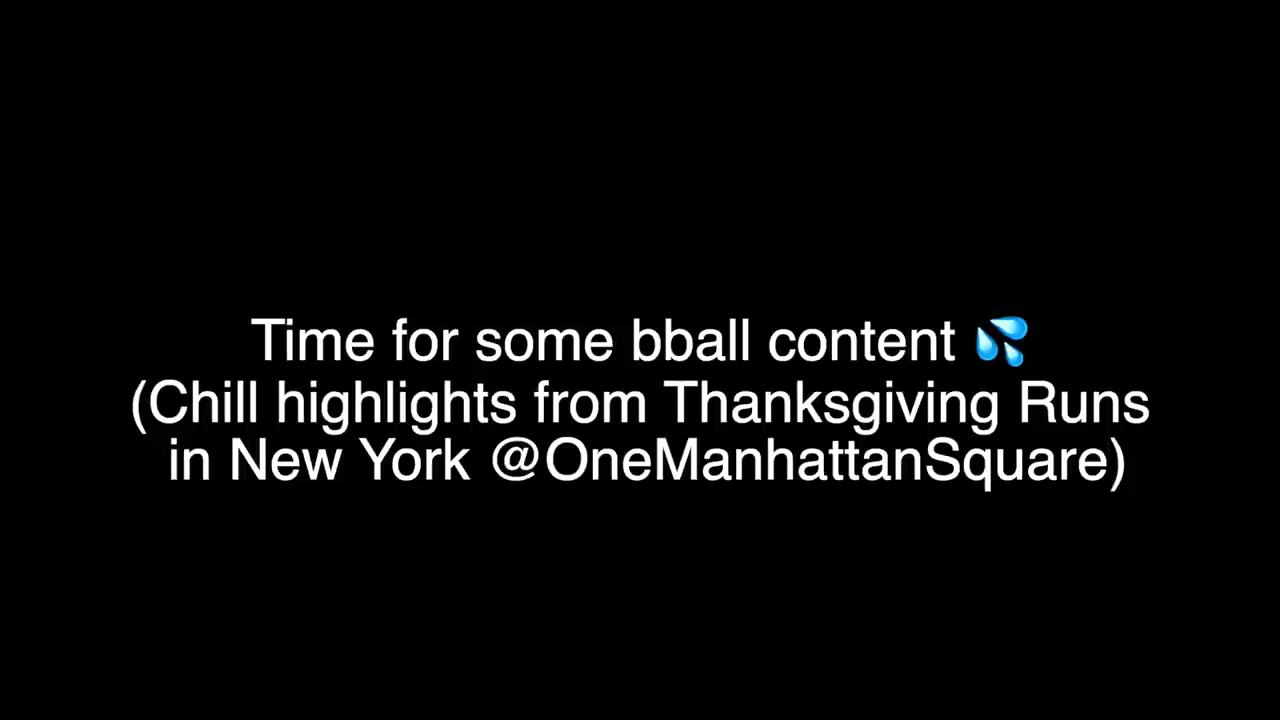 Time for some bball content 💦
(Chill highlights from Thanksgiving Runs
in New York @OneManhattanSquare)